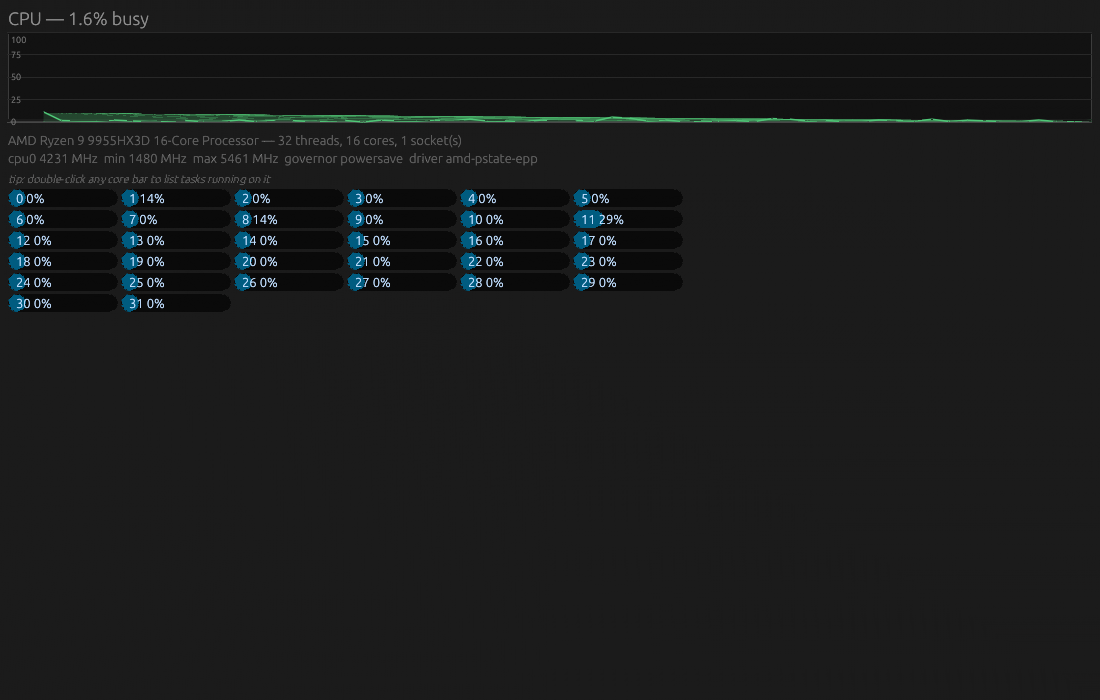 CPU — 1.6% busy
100
75
50
25
0
AMD Ryzen 9 9955HX3D 16-Core Processor — 32 threads, 16 cores, 1 socket(s)
cpu0 4231 MHz  min 1480 MHz  max 5461 MHz  governor powersave  driver amd-pstate-epp
tip: double-click any core bar to list tasks running on it
0 0% 1 14% 2 0% 3 0% 4 0% 5 0%
6 0% 7 0% 8 14% 9 0% 10 0% 11 29%
12 0% 13 0% 14 0% 15 0% 16 0% 17 0%
18 0% 19 0% 20 0% 21 0% 22 0% 23 0%
24 0% 25 0% 26 0% 27 0% 28 0% 29 0%
30 0% 31 0%